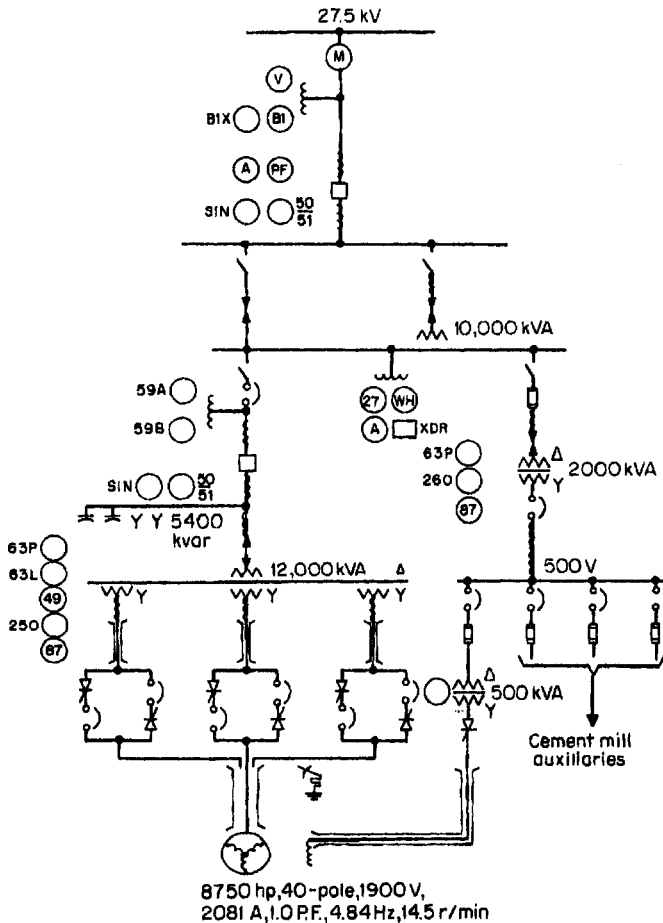 27.5 kV
M
V
B1X B1
A PF
SIN 50/51
10,000 kVA
59A
27 WH
59B
A XDR
63P Δ
260 2000 kVA
Y
87
SIN 50/51
Y Y 5400
kvar
63P
63L
49
250
87
12,000 kVA Δ
Y Y Y
500 V
Δ
500 kVA
Y
Cement mill
auxillaries
8750 hp, 40-pole, 1900 V,
2081 A, 1.0 P.F., 4.84 Hz, 14.5 r/min